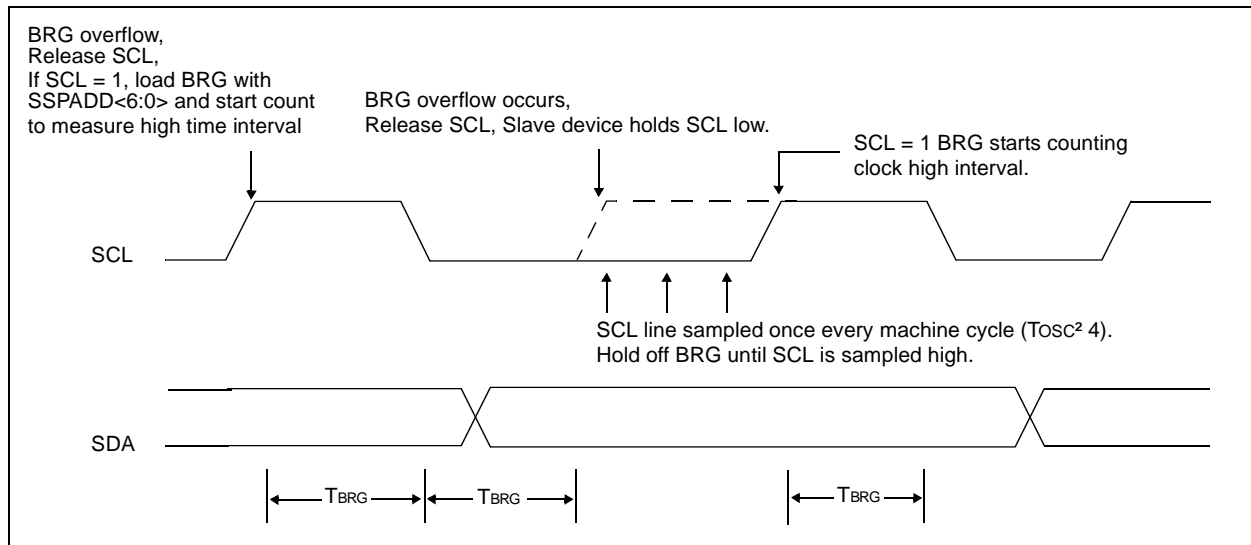 BRG overflow,
Release SCL,
If SCL = 1, load BRG with
SSPADD<6:0> and start count
to measure high time interval
BRG overflow occurs,
Release SCL, Slave device holds SCL low.
SCL = 1 BRG starts counting
clock high interval.
SCL
SCL line sampled once every machine cycle (TOSC² 4).
Hold off BRG until SCL is sampled high.
SDA
TBRG
TBRG
TBRG